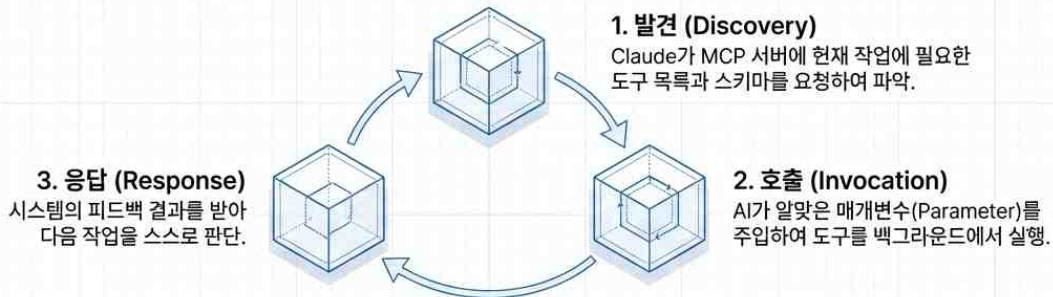 1. 발견 (Discovery)
Claude가 MCP 서버에 현재 작업에 필요한
도구 목록과 스키마를 요청하여 파악.
2. 호출 (Invocation)
AI가 알맞은 매개변수(Parameter)를
주입하여 도구를 백그라운드에서 실행.
3. 응답 (Response)
시스템의 피드백 결과를 받아
다음 작업을 스스로 판단.